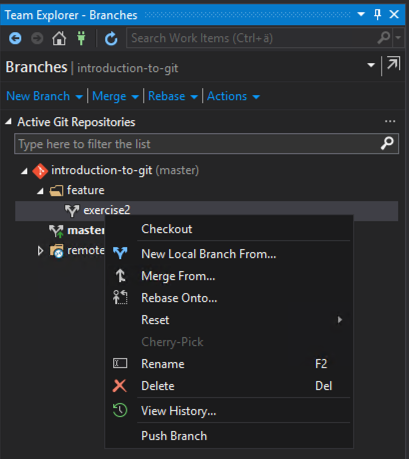 Team Explorer - Branches
Search Work Items (Ctrl+ä)
Branches | introduction-to-git
New Branch | Merge | Rebase | Actions
Active Git Repositories
Type here to filter the list
introduction-to-git (master)
feature
exercise2
Checkout
master
New Local Branch From...
remote
Merge From...
Rebase Onto...
Reset
Cherry-Pick
Rename F2
Delete Del
View History...
Push Branch